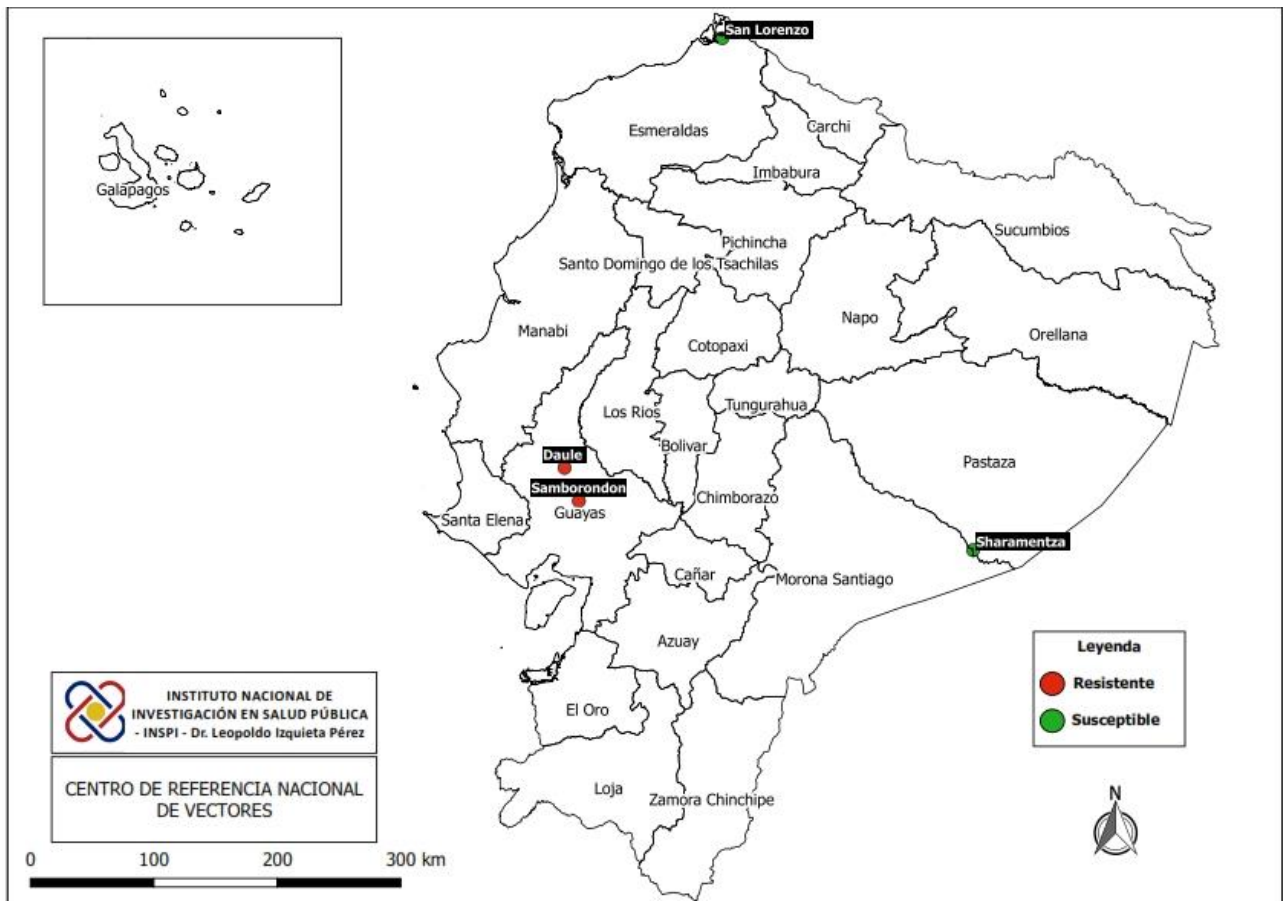 San Lorenzo
Carchi
Esmeraldas
Imbabura
Galápagos
Sucumbios
Pichincha
Santo Domingo de los Tsachilas
Napo
Manabi
Orellana
Cotopaxi
Tungurahua
Los Rios
Bolivar
Daule
Pastaza
Samborondon
Chimborazo
Guayas
Santa Elena
Sharamentza
Cañar
Morona Santiago
Azuay
Leyenda
Resistente
Susceptible
INSTITUTO NACIONAL DE
INVESTIGACIÓN EN SALUD PÚBLICA
- INSPI - Dr. Leopoldo Izquieta Pérez
El Oro
CENTRO DE REFERENCIA NACIONAL
DE VECTORES
Loja
Zamora Chinchipe
N
0 100 200 300 km